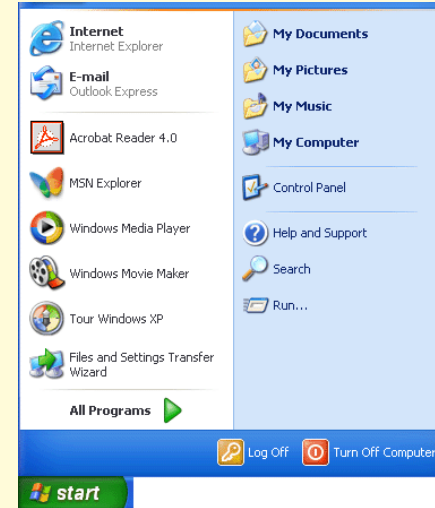 Internet
Internet Explorer
E-mail
Outlook Express
Acrobat Reader 4.0
MSN Explorer
Windows Media Player
Windows Movie Maker
Tour Windows XP
Files and Settings Transfer
Wizard
All Programs
My Documents
My Pictures
My Music
My Computer
Control Panel
Help and Support
Search
Run...
Log Off
Turn Off Computer
start